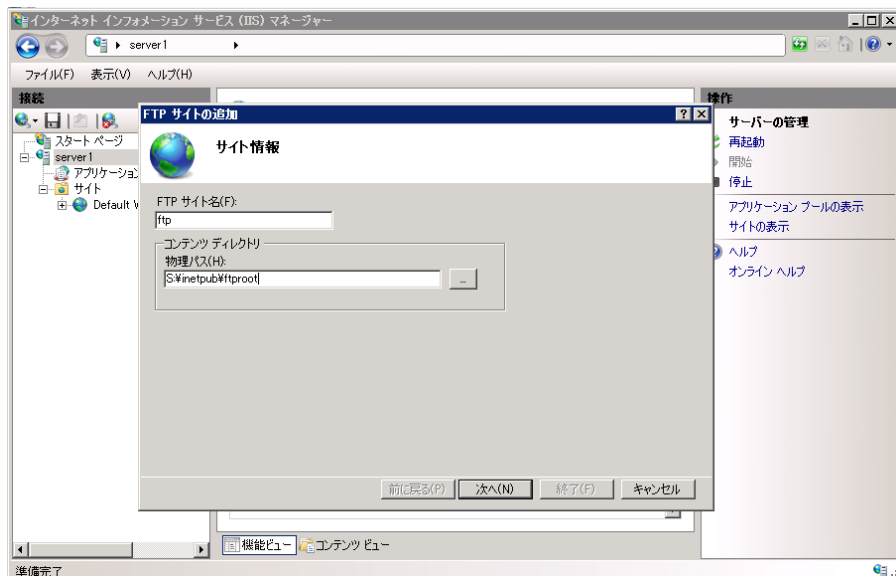 インターネット インフォメーション サービス (IIS) マネージャー
server1
ファイル(F) 表示(V) ヘルプ(H)
接続
スタート ページ
server1
アプリケーション
サイト
Default W
FTP サイトの追加
サイト情報
FTP サイト名(F):
ftp
コンテンツ ディレクトリ
物理パス(H):
S:¥inetpub¥ftproot
...
前に戻る(P) 次へ(N) 終了(F) キャンセル
操作
サーバーの管理
再起動
開始
停止
アプリケーション プールの表示
サイトの表示
ヘルプ
オンライン ヘルプ
機能ビュー コンテンツ ビュー
準備完了